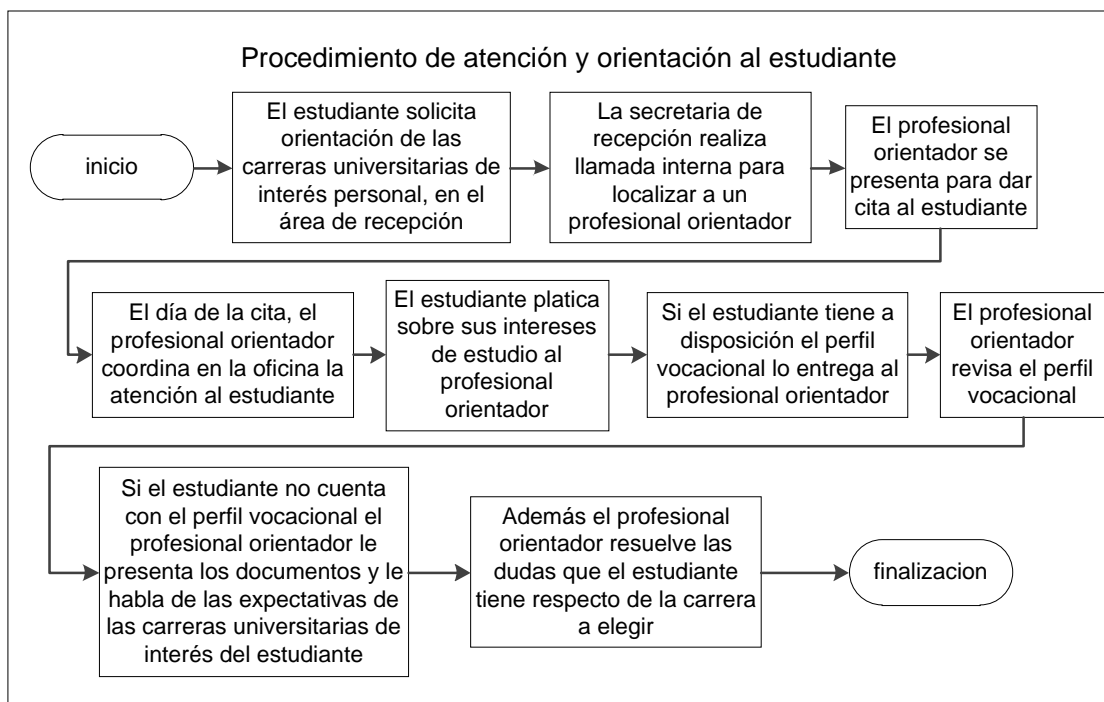 Procedimiento de atención y orientación al estudiante
inicio
El estudiante solicita
orientación de las
carreras universitarias de
interés personal, en el
área de recepción
La secretaria de
recepción realiza
llamada interna para
localizar a un
profesional orientador
El profesional
orientador se
presenta para dar
cita al estudiante
El día de la cita, el
profesional orientador
coordina en la oficina la
atención al estudiante
El estudiante platica
sobre sus intereses
de estudio al
profesional
orientador
Si el estudiante tiene a
disposición el perfil
vocacional lo entrega al
profesional orientador
El profesional
orientador
revisa el perfil
vocacional
Si el estudiante no cuenta
con el perfil vocacional el
profesional orientador le
presenta los documentos y le
habla de las expectativas de
las carreras universitarias de
interés del estudiante
Además el profesional
orientador resuelve las
dudas que el estudiante
tiene respecto de la carrera
a elegir
finalizacion